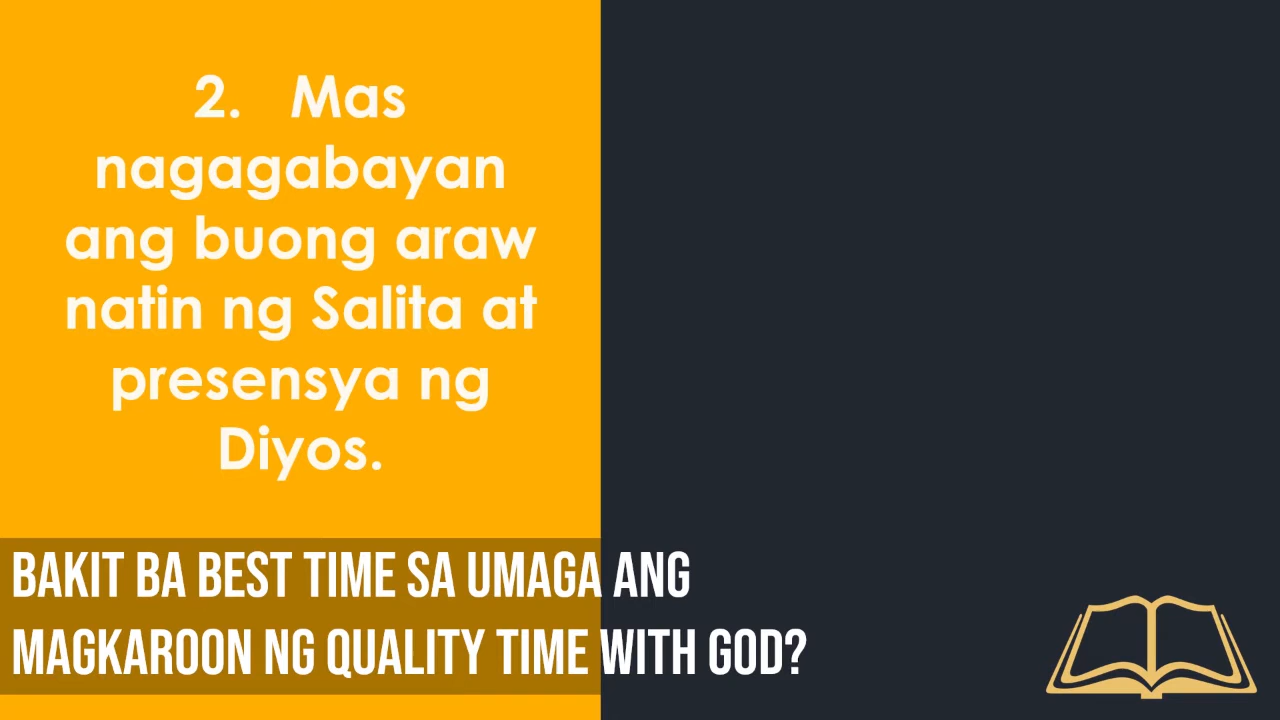 2. Mas
nagagabayan
ang buong araw
natin ng Salita at
presensya ng
Diyos.
BAKIT BA BEST TIME SA UMAGA ANG
MAGKAROON NG QUALITY TIME WITH GOD?